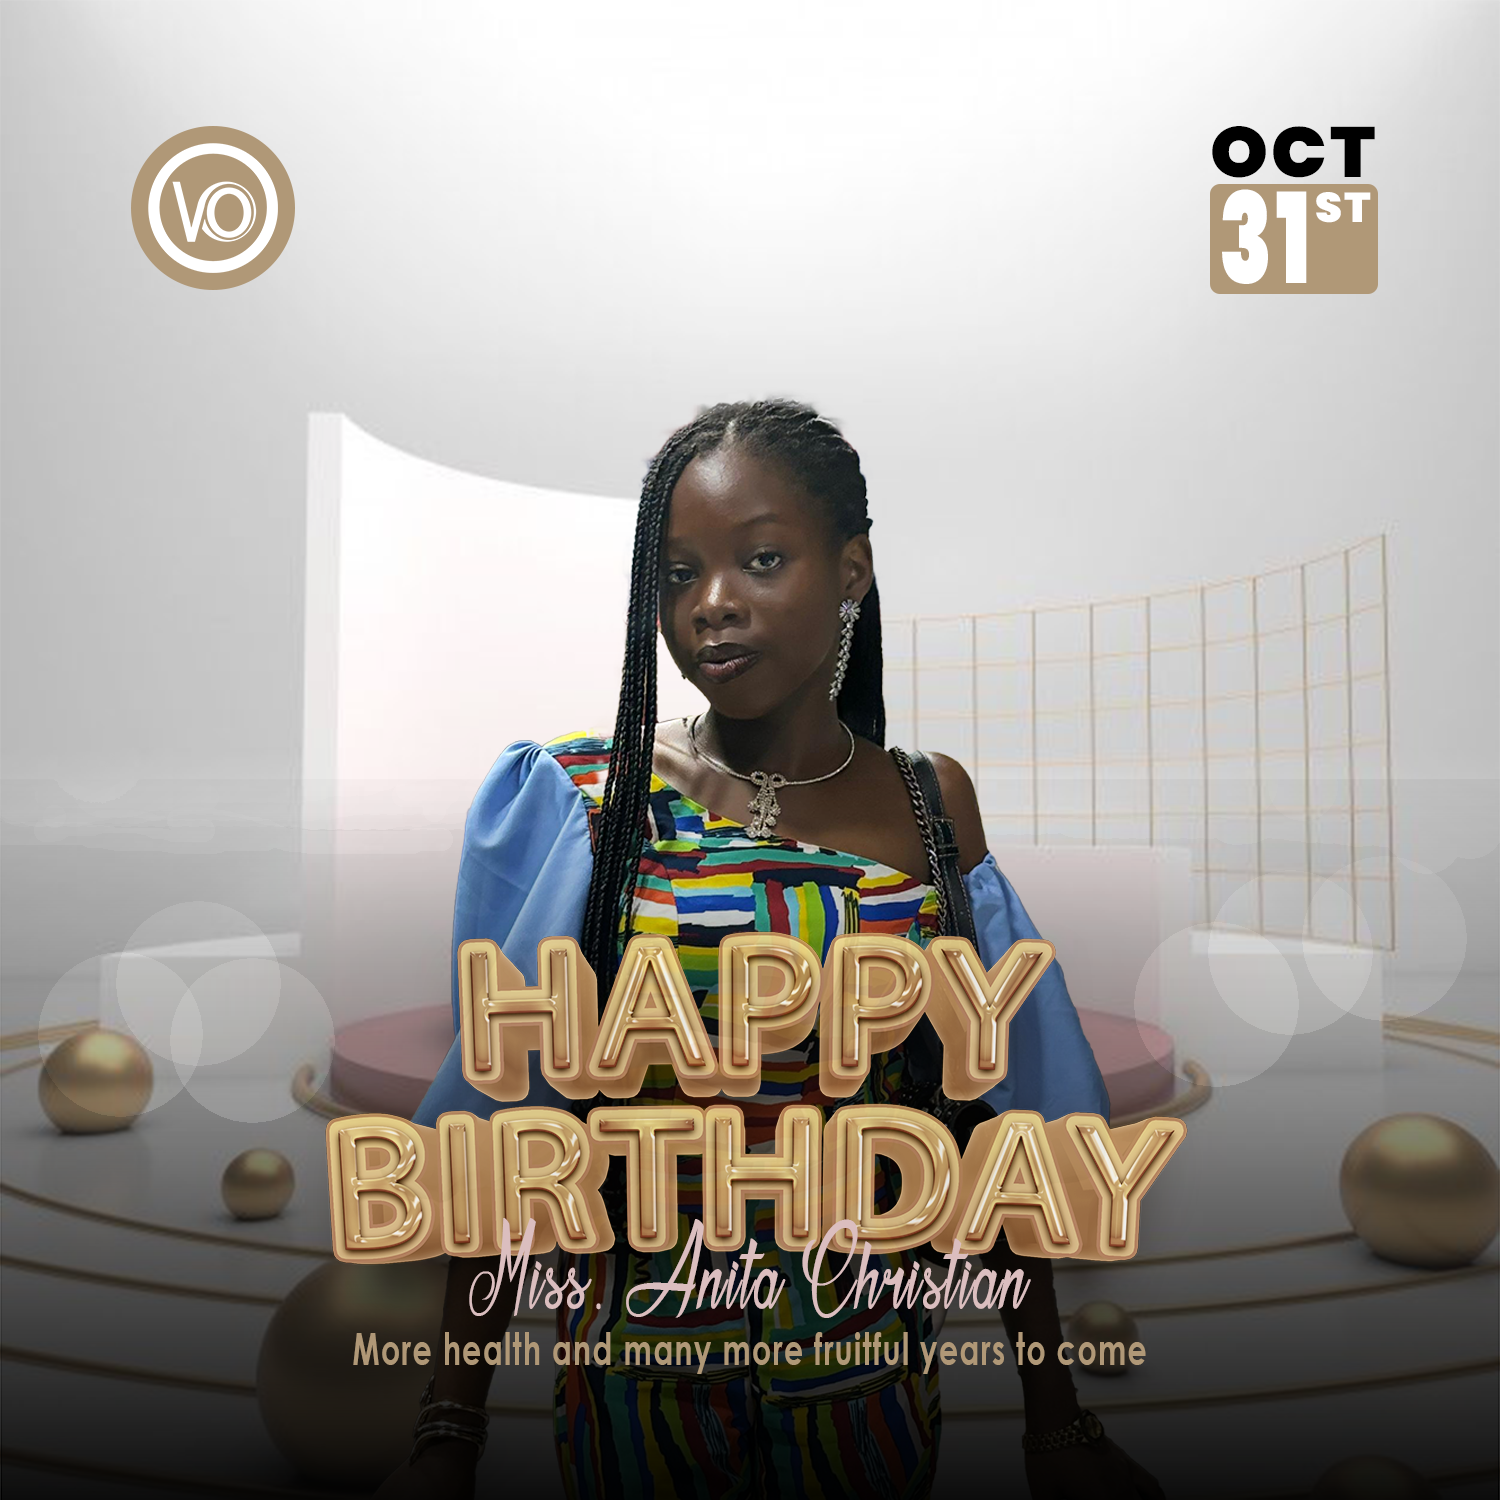 VO
OCT
31ST
HAPPY
BIRTHDAY
Miss. Anita Christian
More health and many more fruitful years to come